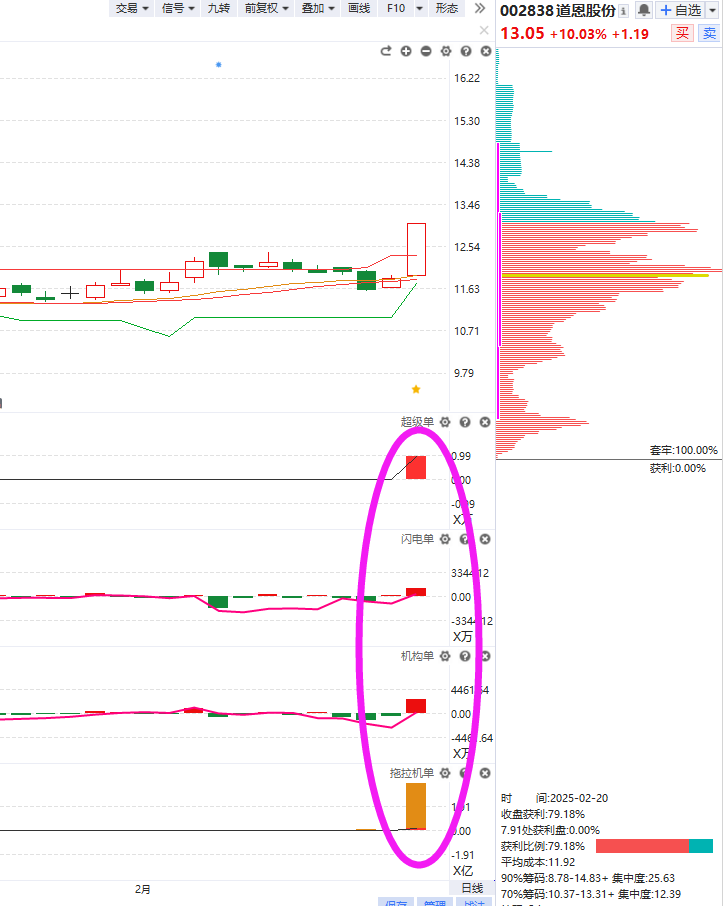 交易 信号 九转 前复权 叠加 画线 F10 形态
002838 道恩股份 自选
13.05 +10.03% +1.19 买 卖
16.22
15.30
14.38
13.46
12.54
11.63
10.71
9.79
套牢:100.00%
获利:0.00%
超级单
0.99
0.00
X万
闪电单
3344.12
0.00
-3344.12
X万
机构单
4461.64
0.00
-4461.64
X万
拖拉机单
1.91
0.00
-1.91
X亿
2月 日线
保存 管理 战法
时 间:2025-02-20
收盘获利:79.18%
7.91处获利盘:0.00%
获利比例:79.18%
平均成本:11.92
90%筹码:8.78-14.83+ 集中度:25.63
70%筹码:10.37-13.31+ 集中度:12.39